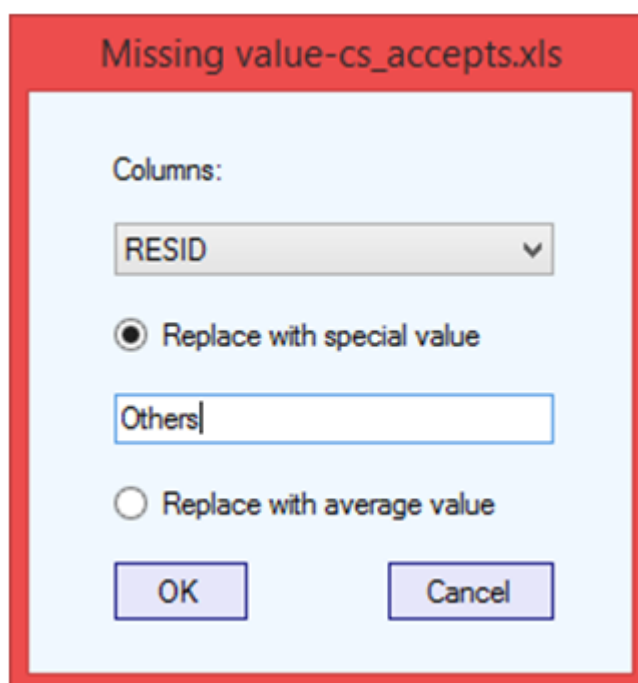 Missing value-cs_accepts.xls
Columns:
RESID
Replace with special value
Others
Replace with average value
OK
Cancel